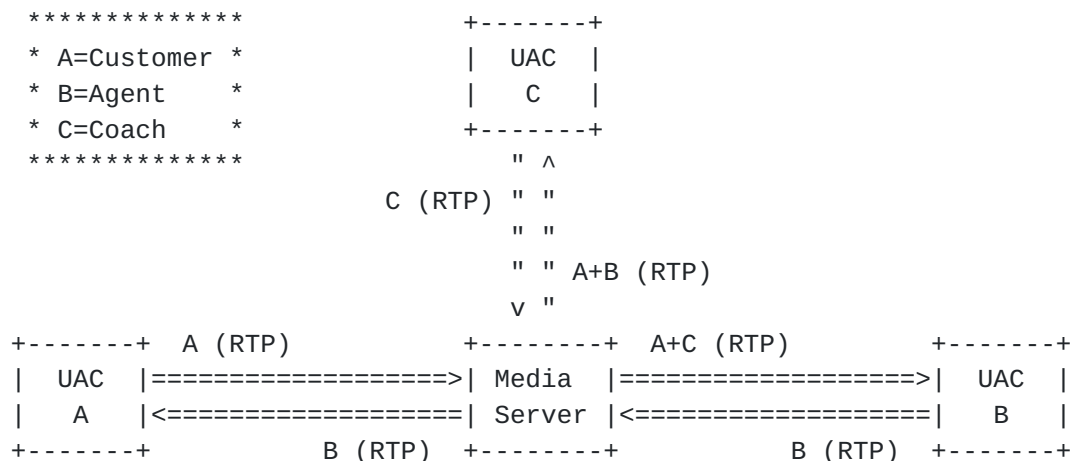 **************                +-------+
* A=Customer *                |  UAC  |
* B=Agent    *                |   C   |
* C=Coach    *                +-------+
**************                   " ^
                        C (RTP) " "
                                " "
                                " " A+B (RTP)
                                v "
+-------+  A (RTP)           +--------+  A+C (RTP)         +-------+
|  UAC  |===================>| Media  |===================>|  UAC  |
|   A   |<===================| Server |<===================|   B   |
+-------+           B (RTP)  +--------+           B (RTP)  +-------+